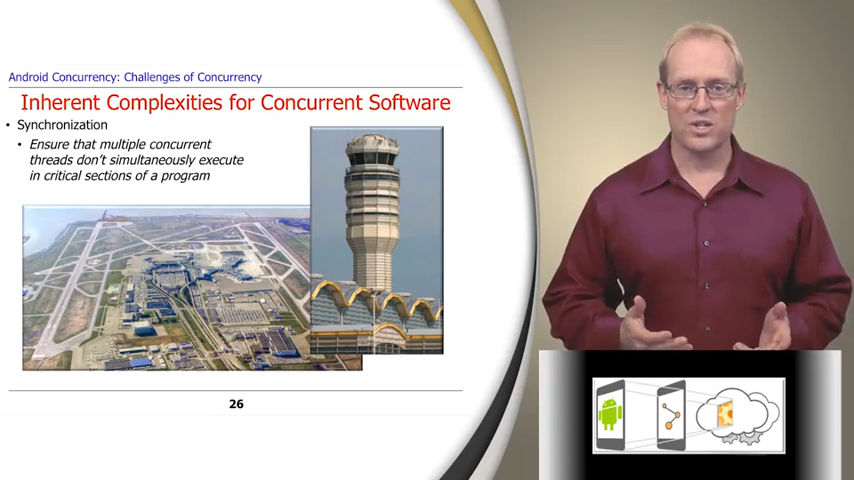 Android Concurrency: Challenges of Concurrency
Inherent Complexities for Concurrent Software
• Synchronization
• Ensure that multiple concurrent
threads don't simultaneously execute
in critical sections of a program
26